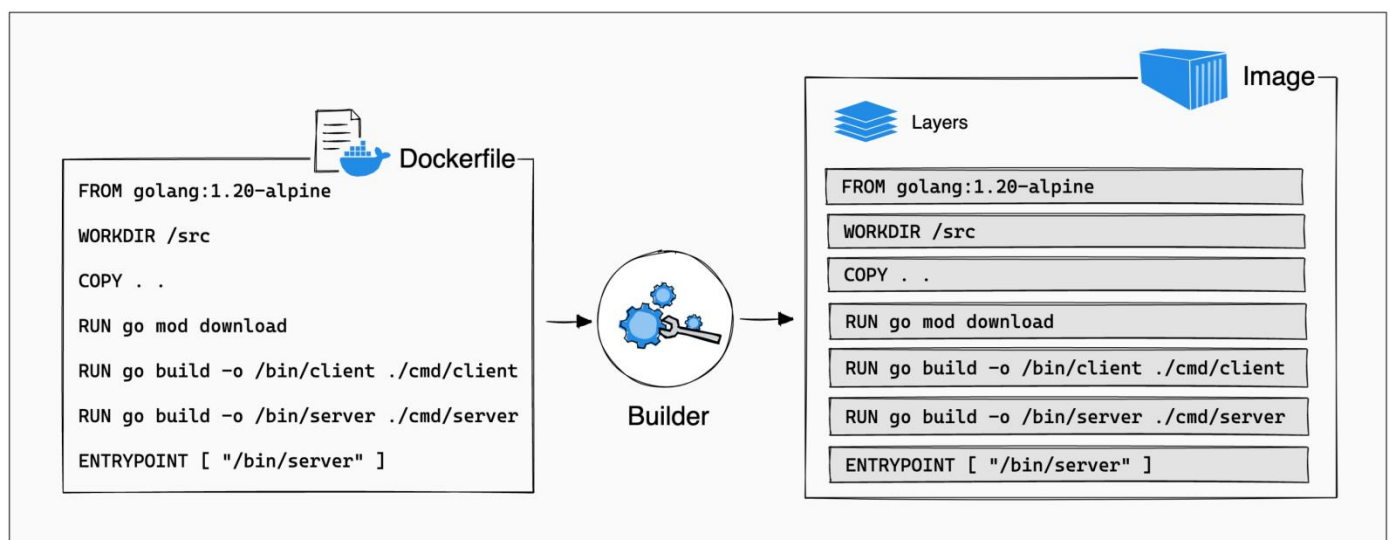 Dockerfile
FROM golang:1.20-alpine
WORKDIR /src
COPY . .
RUN go mod download
RUN go build -o /bin/client ./cmd/client
RUN go build -o /bin/server ./cmd/server
ENTRYPOINT [ "/bin/server" ]
Builder
Image
Layers
FROM golang:1.20-alpine
WORKDIR /src
COPY . .
RUN go mod download
RUN go build -o /bin/client ./cmd/client
RUN go build -o /bin/server ./cmd/server
ENTRYPOINT [ "/bin/server" ]